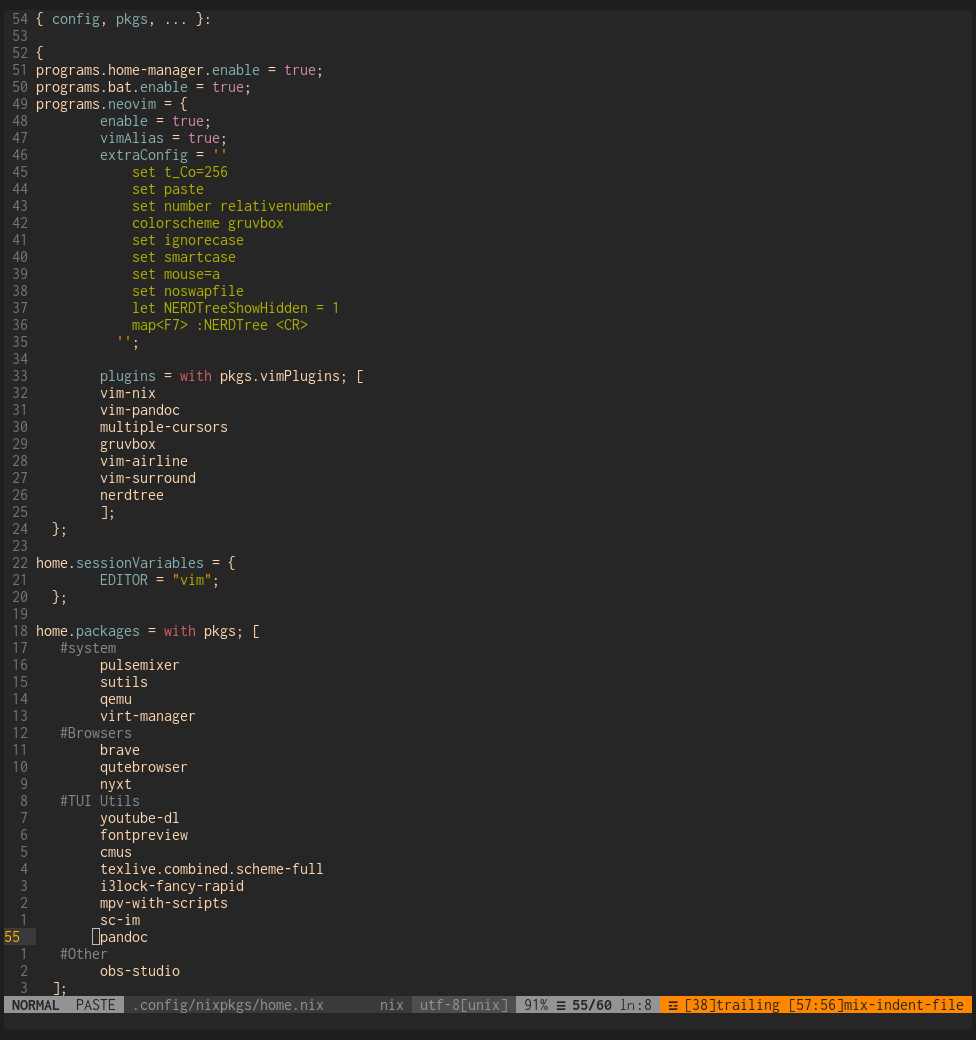 54 { config, pkgs, ... }:
53
52 {
51 programs.home-manager.enable = true;
50 programs.bat.enable = true;
49 programs.neovim = {
48         enable = true;
47         vimAlias = true;
46         extraConfig = ''
45             set t_Co=256
44             set paste
43             set number relativenumber
42             colorscheme gruvbox
41             set ignorecase
40             set smartcase
39             set mouse=a
38             set noswapfile
37             let NERDTreeShowHidden = 1
36             map<F7> :NERDTree <CR>
35           '';
34
33         plugins = with pkgs.vimPlugins; [
32         vim-nix
31         vim-pandoc
30         multiple-cursors
29         gruvbox
28         vim-airline
27         vim-surround
26         nerdtree
25         ];
24   };
23
22 home.sessionVariables = {
21         EDITOR = "vim";
20   };
19
18 home.packages = with pkgs; [
17    #system
16         pulsemixer
15         sutils
14         qemu
13         virt-manager
12    #Browsers
11         brave
10         qutebrowser
9         nyxt
8    #TUI Utils
7         youtube-dl
6         fontpreview
5         cmus
4         texlive.combined.scheme-full
3         i3lock-fancy-rapid
2         mpv-with-scripts
1         sc-im
55         pandoc
1    #Other
2         obs-studio
3   ];
NORMAL  PASTE  .config/nixpkgs/home.nix  nix  utf-8[unix]  91% ☰ 55/60 ln:8  ☲ [38]trailing [57:56]mix-indent-file